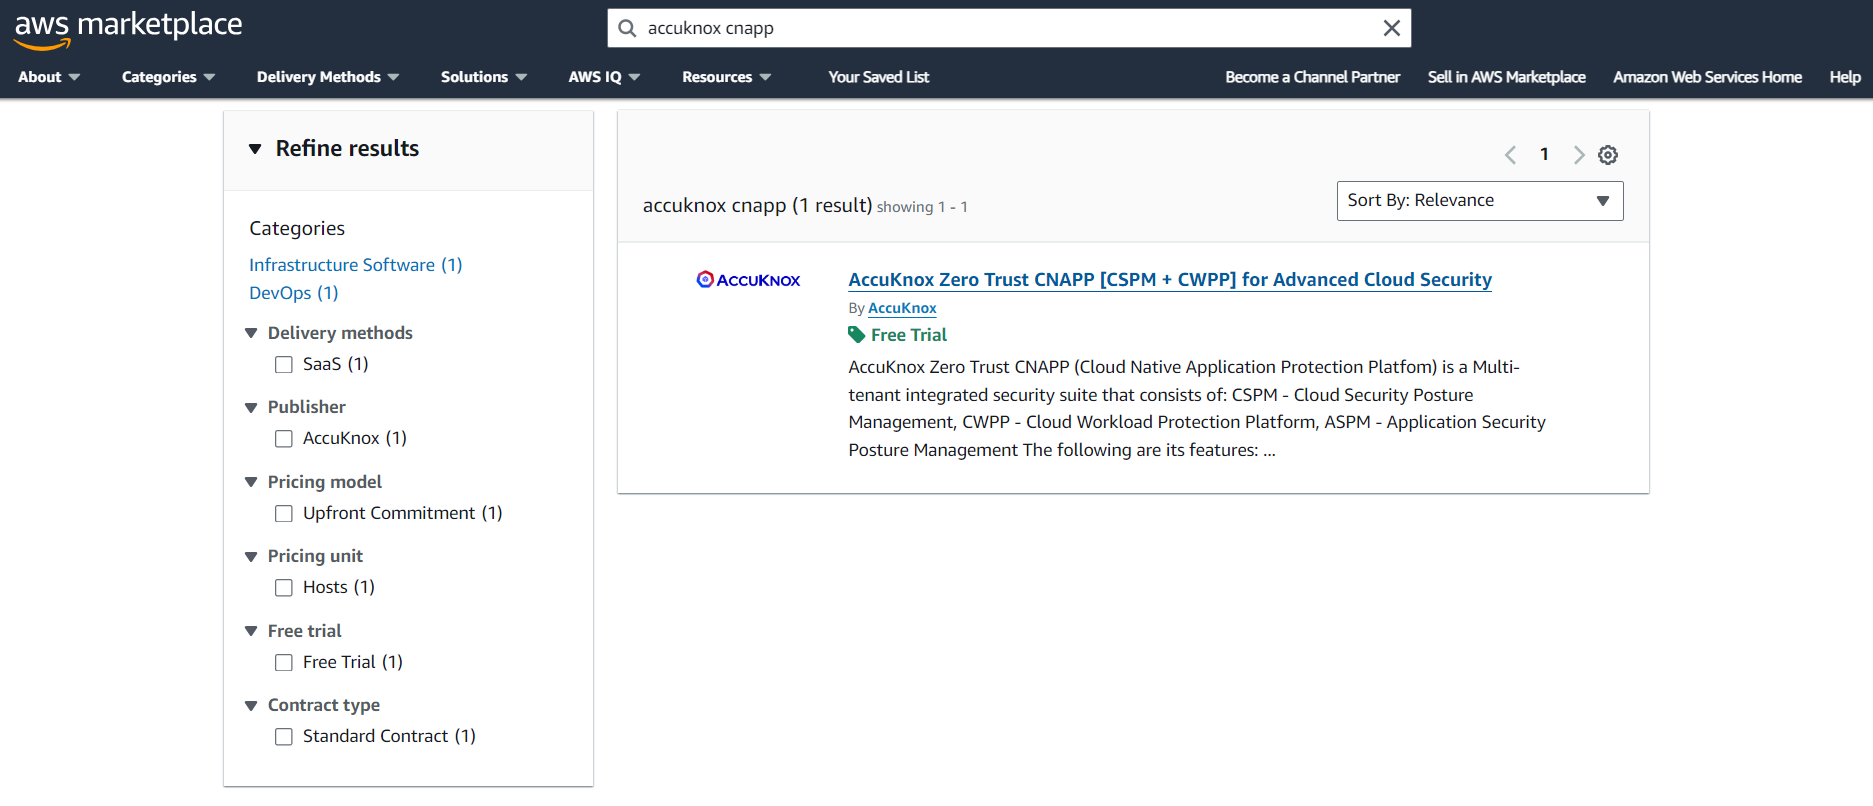 aws marketplace
accuknox cnapp
About
Categories
Delivery Methods
Solutions
AWS IQ
Resources
Your Saved List
Become a Channel Partner
Sell in AWS Marketplace
Amazon Web Services Home
Help
Refine results
Categories
Infrastructure Software (1)
DevOps (1)
Delivery methods
SaaS (1)
Publisher
AccuKnox (1)
Pricing model
Upfront Commitment (1)
Pricing unit
Hosts (1)
Free trial
Free Trial (1)
Contract type
Standard Contract (1)
1
accuknox cnapp (1 result) showing 1 - 1
Sort By: Relevance
ACCUKNOX
AccuKnox Zero Trust CNAPP [CSPM + CWPP] for Advanced Cloud Security
By AccuKnox
Free Trial
AccuKnox Zero Trust CNAPP (Cloud Native Application Protection Platfom) is a Multi-
tenant integrated security suite that consists of: CSPM - Cloud Security Posture
Management, CWPP - Cloud Workload Protection Platform, ASPM - Application Security
Posture Management The following are its features: ...